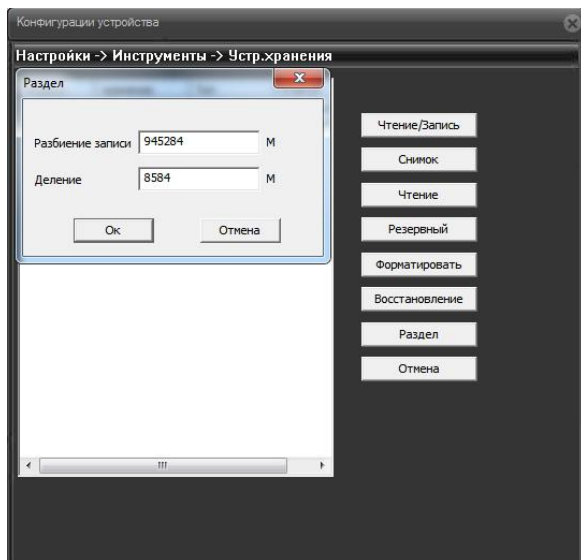 Конфигурации устройства
Настройки -> Инструменты -> Устр.хранения
Раздел
Разбиение записи 945284 М
Деление 8584 М
Ок Отмена
Чтение/Запись
Снимок
Чтение
Резервный
Форматировать
Восстановление
Раздел
Отмена